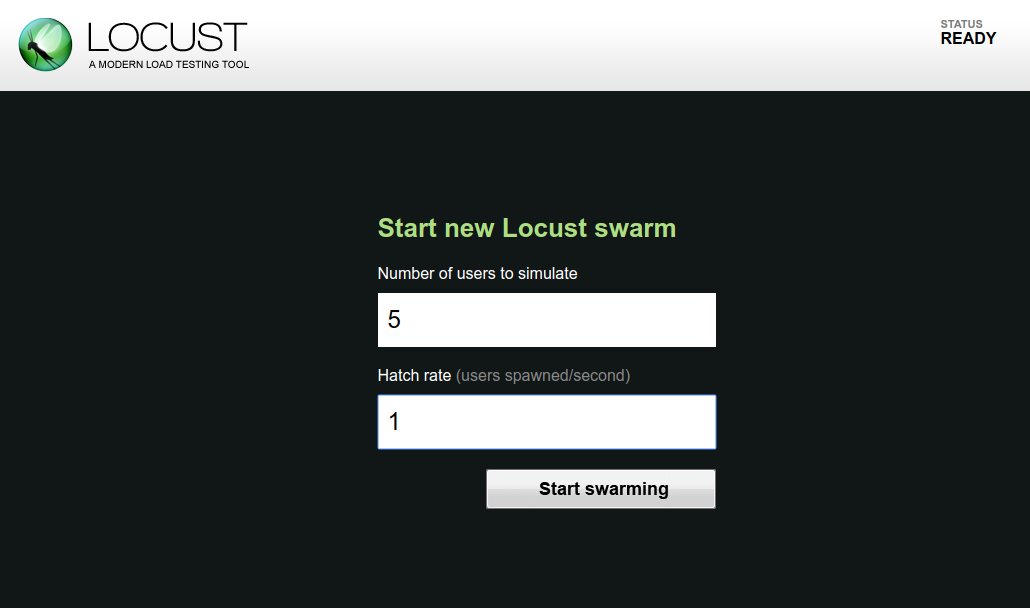 LOCUST
A MODERN LOAD TESTING TOOL
STATUS
READY
Start new Locust swarm
Number of users to simulate
5
Hatch rate (users spawned/second)
1
Start swarming